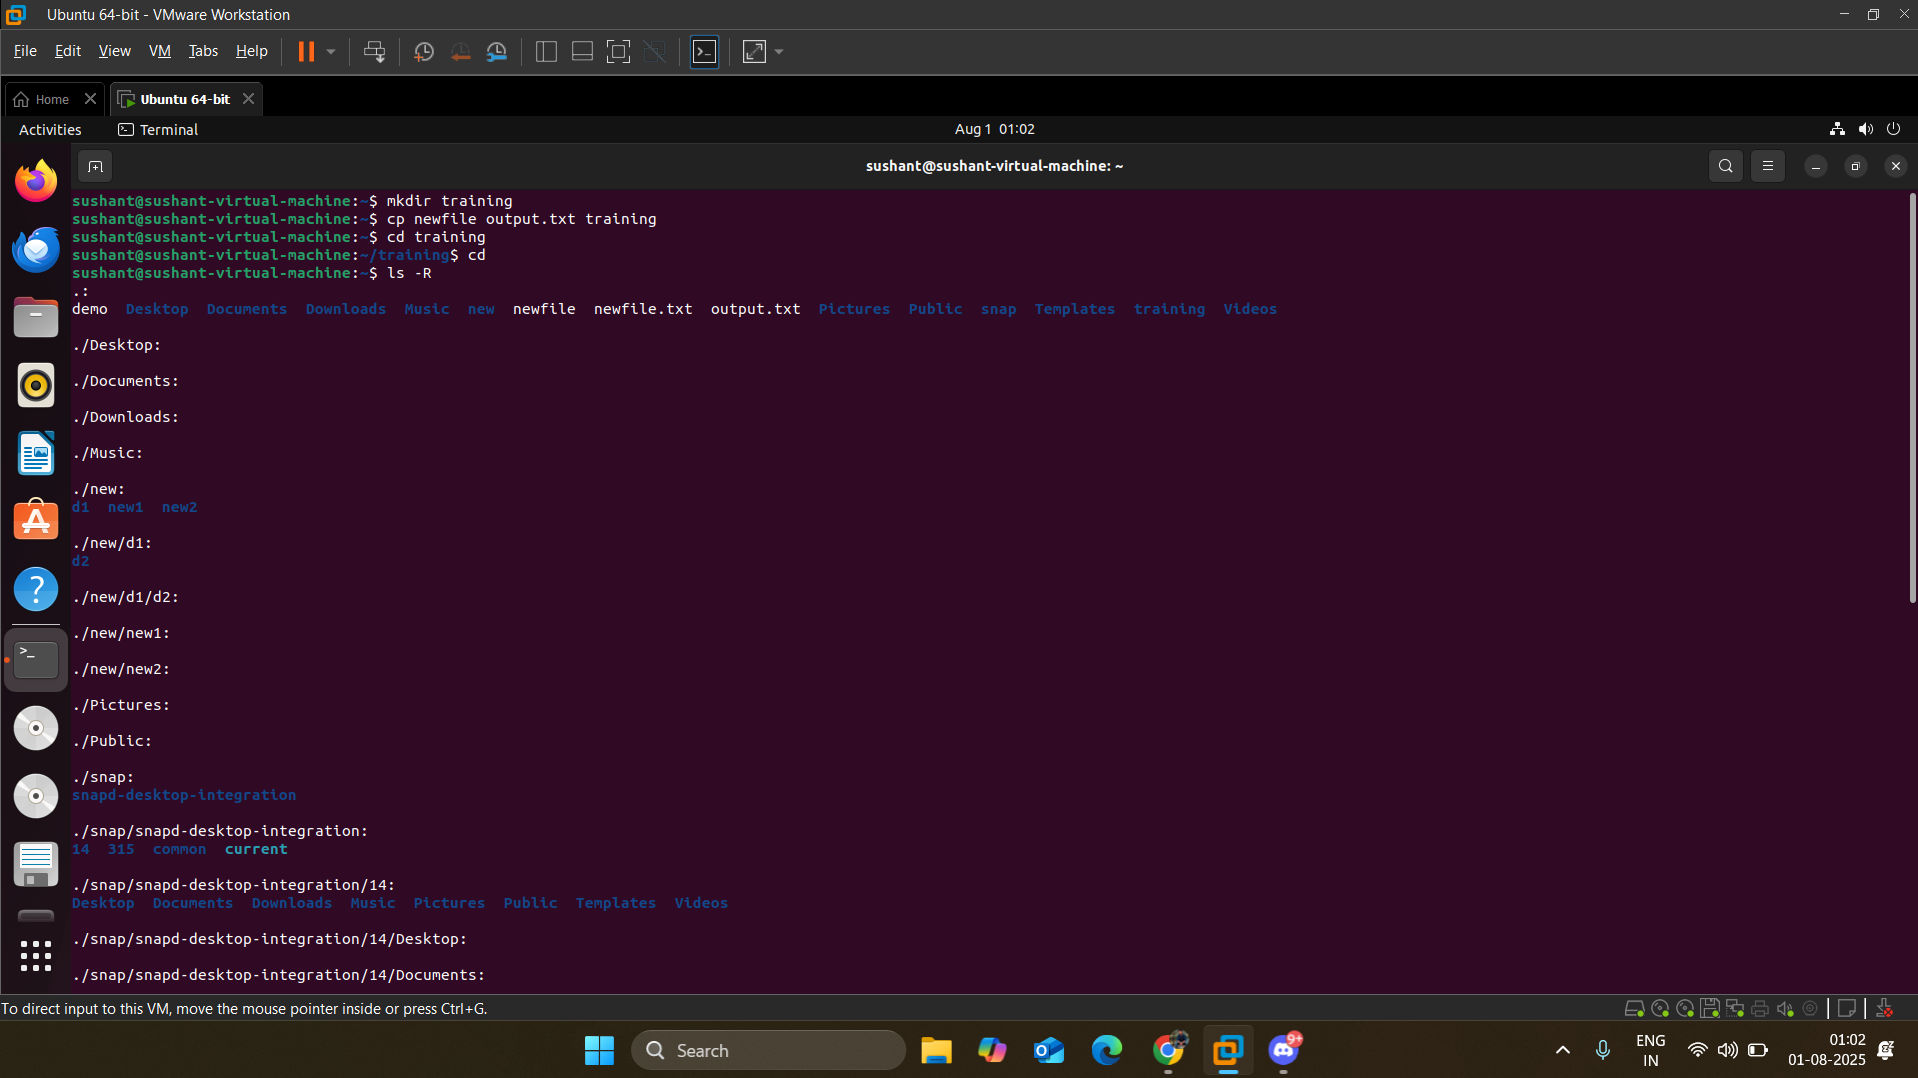 Ubuntu 64-bit - VMware Workstation
File Edit View VM Tabs Help
Home Ubuntu 64-bit
Activities Terminal Aug 1 01:02
sushant@sushant-virtual-machine: ~
sushant@sushant-virtual-machine:~$ mkdir training
sushant@sushant-virtual-machine:~$ cp newfile output.txt training
sushant@sushant-virtual-machine:~$ cd training
sushant@sushant-virtual-machine:~/training$ cd
sushant@sushant-virtual-machine:~$ ls -R
.:
demo Desktop Documents Downloads Music new newfile newfile.txt output.txt Pictures Public snap Templates training Videos
./Desktop:
./Documents:
./Downloads:
./Music:
./new:
d1 new1 new2
./new/d1:
d2
./new/d1/d2:
./new/new1:
./new/new2:
./Pictures:
./Public:
./snap:
snapd-desktop-integration
./snap/snapd-desktop-integration:
14 315 common current
./snap/snapd-desktop-integration/14:
Desktop Documents Downloads Music Pictures Public Templates Videos
./snap/snapd-desktop-integration/14/Desktop:
./snap/snapd-desktop-integration/14/Documents:
To direct input to this VM, move the mouse pointer inside or press Ctrl+G.
Search
9+
ENG
IN
01:02
01-08-2025